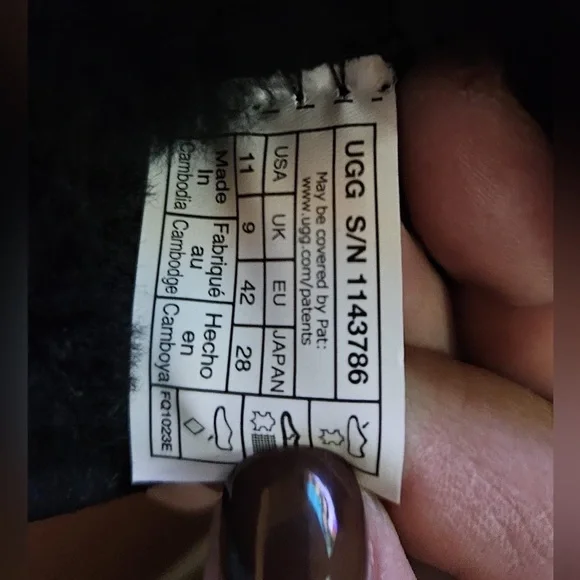 UGG S/N 1143786
May be covered by Pat:
www.ugg.com/patents
USA UK EU JAPAN
11 9 42 28
Made Fabriqué Hecho
In au en
Cambodia Cambodge Camboya
FQ1023E